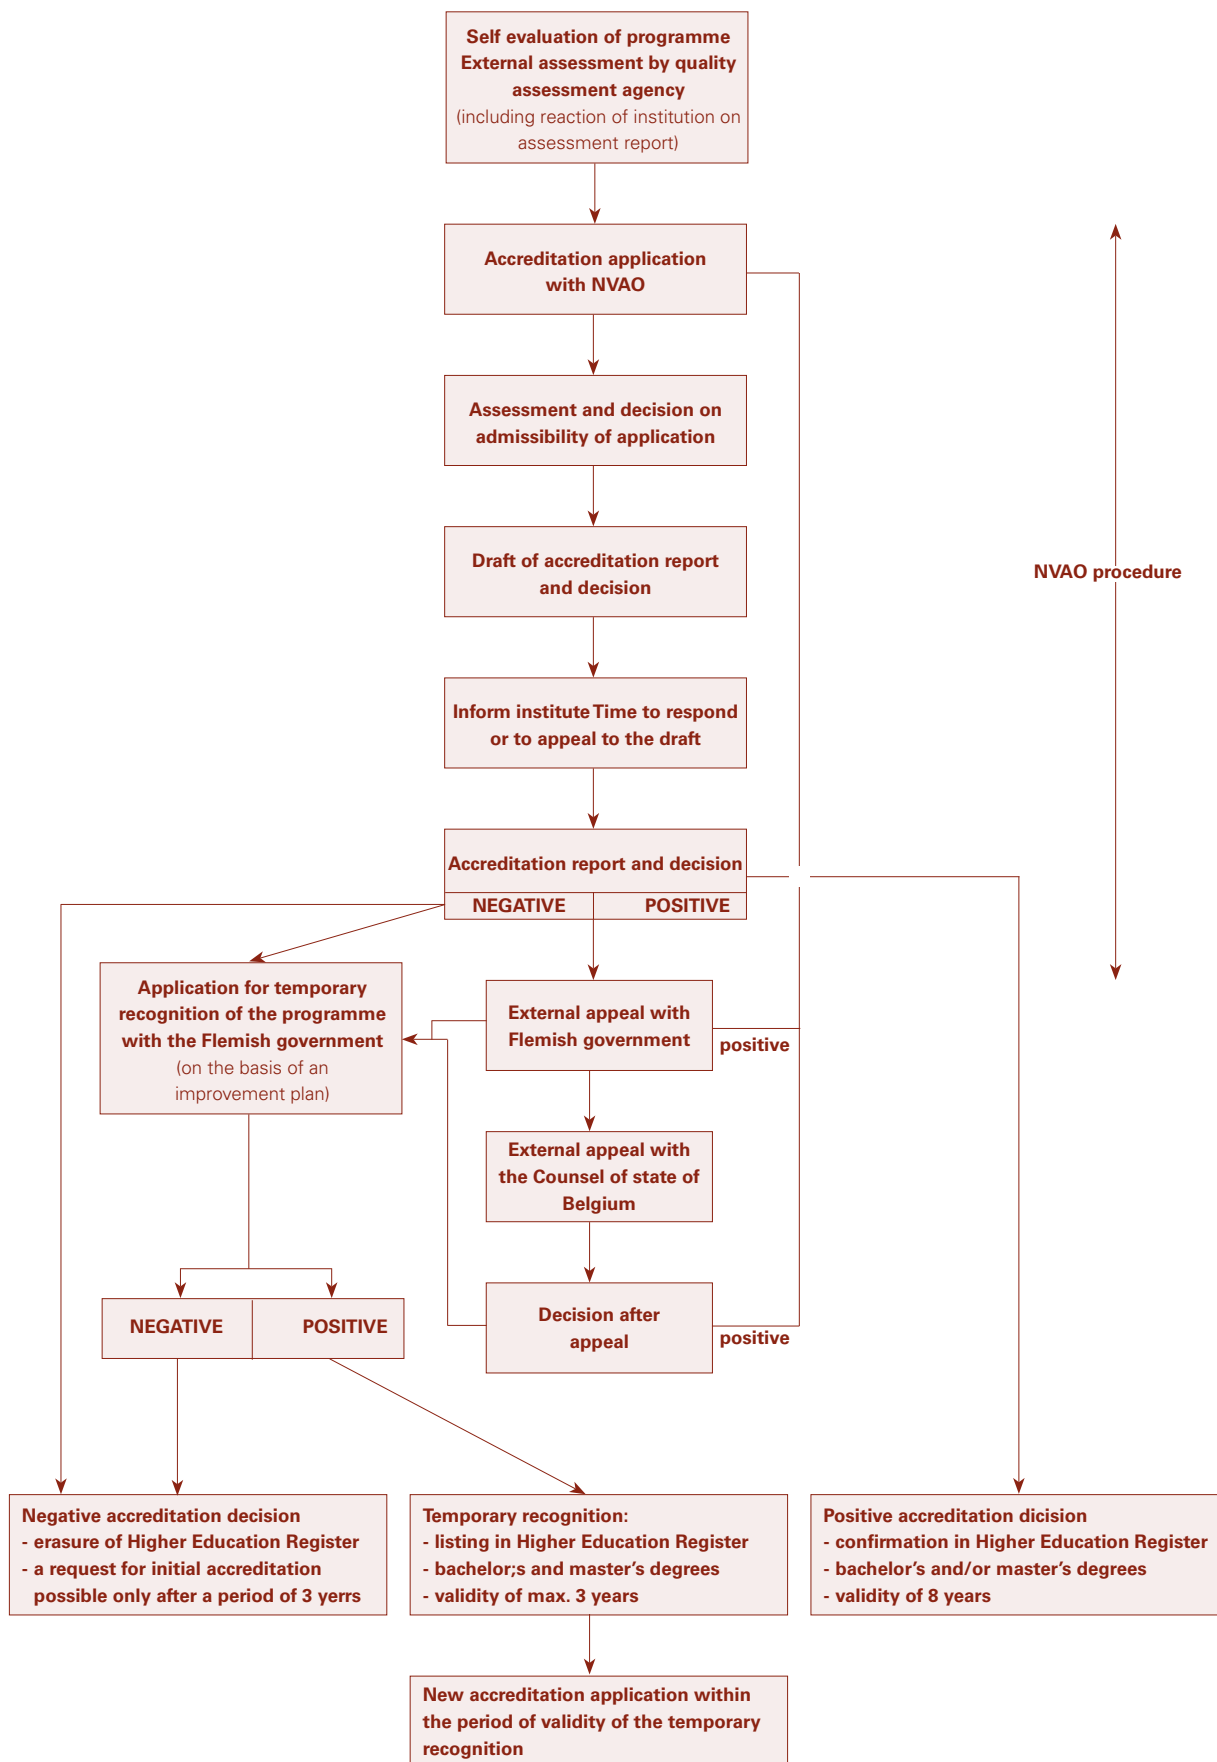 Self evaluation of programme
External assessment by quality
assessment agency
(including reaction of institution on
assessment report)
Accreditation application
with NVAO
Assessment and decision on
admissibility of application
Draft of accreditation report
and decision
NVAO procedure
Inform institute Time to respond
or to appeal to the draft
Accreditation report and decision
NEGATIVE
POSITIVE
Application for temporary
recognition of the programme
with the Flemish government
(on the basis of an
improvement plan)
External appeal with
Flemish government
positive
External appeal with
the Counsel of state of
Belgium
Decision after
appeal
positive
NEGATIVE
POSITIVE
Negative accreditation decision
- erasure of Higher Education Register
- a request for initial accreditation
possible only after a period of 3 yerrs
Temporary recognition:
- listing in Higher Education Register
- bachelor;s and master's degrees
- validity of max. 3 years
Positive accreditation dicision
- confirmation in Higher Education Register
- bachelor's and/or master's degrees
- validity of 8 years
New accreditation application within
the period of validity of the temporary
recognition